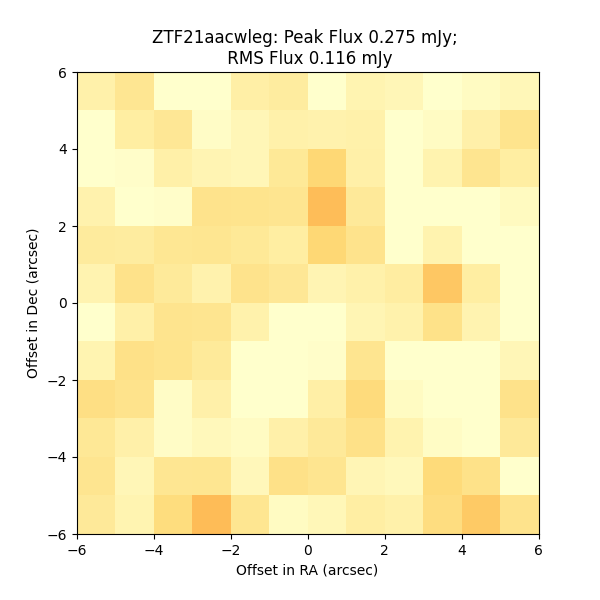 ZTF21aacwleg: Peak Flux 0.275 mJy;
RMS Flux 0.116 mJy
6
4
2
0
−2
−4
−6
Offset in Dec (arcsec)
−6 −4 −2 0 2 4 6
Offset in RA (arcsec)